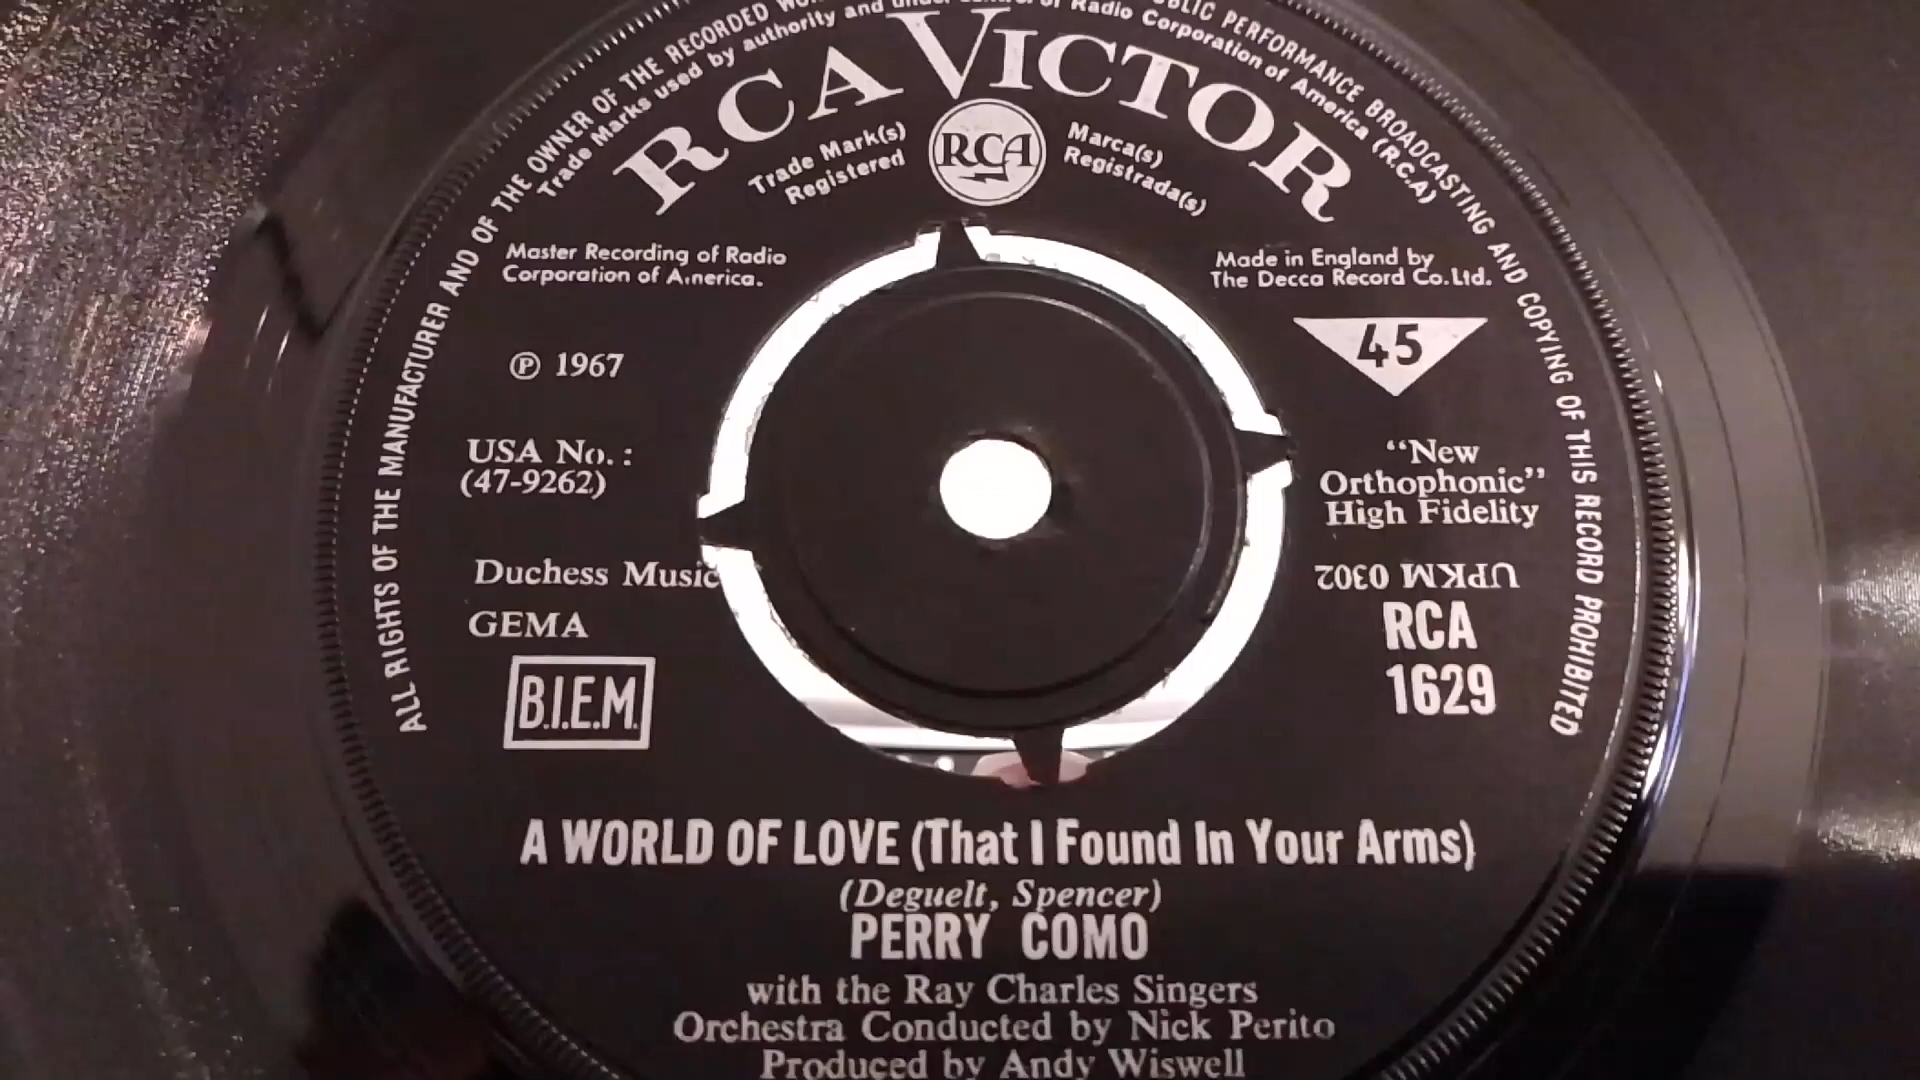 ALL RIGHTS OF THE MANUFACTURER AND OF THE OWNER OF THE RECORDED
PUBLIC PERFORMANCE BROADCASTING AND COPYING OF THIS RECORD PROHIBITED
Trade Marks used by authority and under control of Radio Corporation of America (R.C.A)
RCA VICTOR
Trade Mark(s)
Registered
RCA
Marca(s)
Registrada(s)
Master Recording of Radio
Corporation of America.
Made in England by
The Decca Record Co. Ltd.
℗ 1967
45
USA No. :
(47-9262)
"New
Orthophonic"
High Fidelity
Duchess Music
UPKM 0302
GEMA
RCA
1629
B.I.E.M.
A WORLD OF LOVE (That I Found In Your Arms)
(Deguelt, Spencer)
PERRY COMO
with the Ray Charles Singers
Orchestra Conducted by Nick Perito
Produced by Andy Wiswell